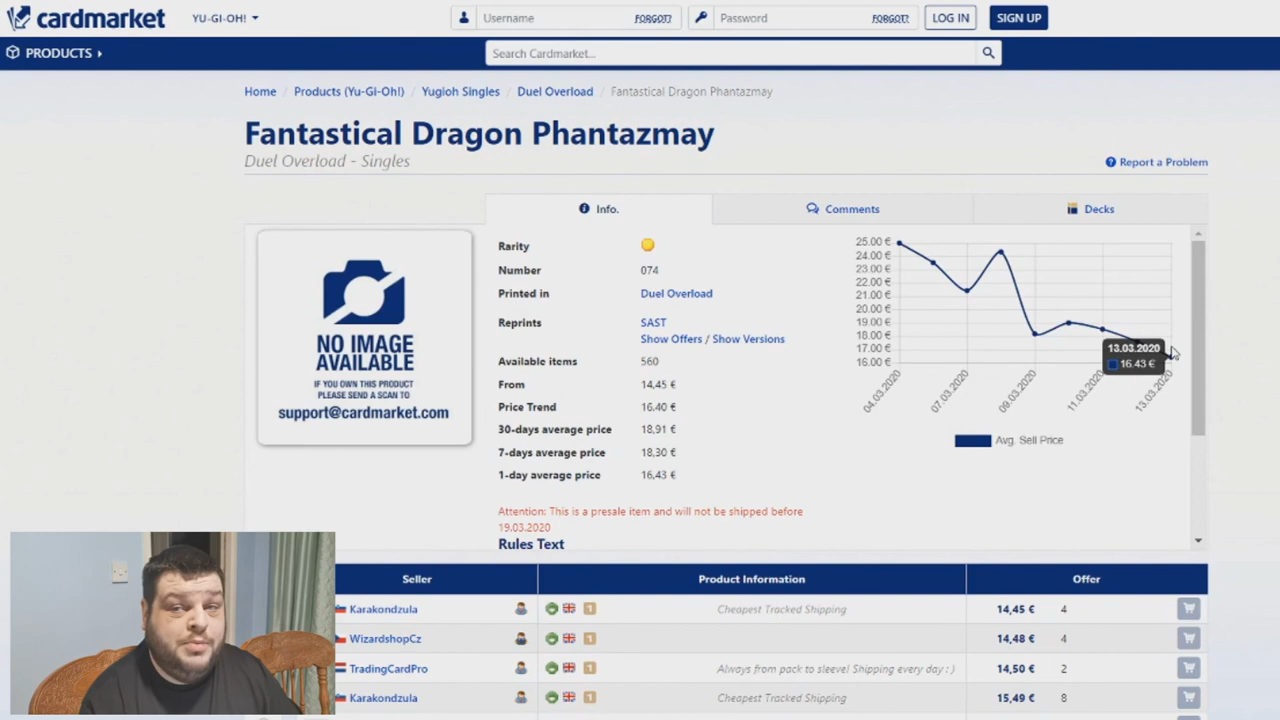 cardmarket
YU-GI-OH!
Username
FORGOT?
Password
FORGOT?
LOG IN
SIGN UP
PRODUCTS
Search Cardmarket...
Home / Products (Yu-Gi-Oh!) / Yugioh Singles / Duel Overload / Fantastical Dragon Phantazmay
Fantastical Dragon Phantazmay
Duel Overload - Singles
Report a Problem
Info.
Comments
Decks
NO IMAGE
AVAILABLE
IF YOU OWN THIS PRODUCT
PLEASE SEND A SCAN TO
support@cardmarket.com
Rarity
Number 074
Printed in Duel Overload
Reprints SAST
Show Offers / Show Versions
Available items 560
From 14,45 €
Price Trend 16,40 €
30-days average price 18,91 €
7-days average price 18,30 €
1-day average price 16,43 €
Attention: This is a presale item and will not be shipped before
19.03.2020
Rules Text
25.00 €
24.00 €
23.00 €
22.00 €
21.00 €
20.00 €
19.00 €
18.00 €
17.00 €
16.00 €
13.03.2020
16.43 €
04.03.2020
07.03.2020
09.03.2020
11.03.2020
13.03.2020
Avg. Sell Price
Seller Product Information Offer
Karakondzula 1 Cheapest Tracked Shipping 14,45 € 4
WizardshopCz 1 14,48 € 4
TradingCardPro 1 Always from pack to sleeve! Shipping every day : ) 14,50 € 2
Karakondzula 1 Cheapest Tracked Shipping 15,49 € 8